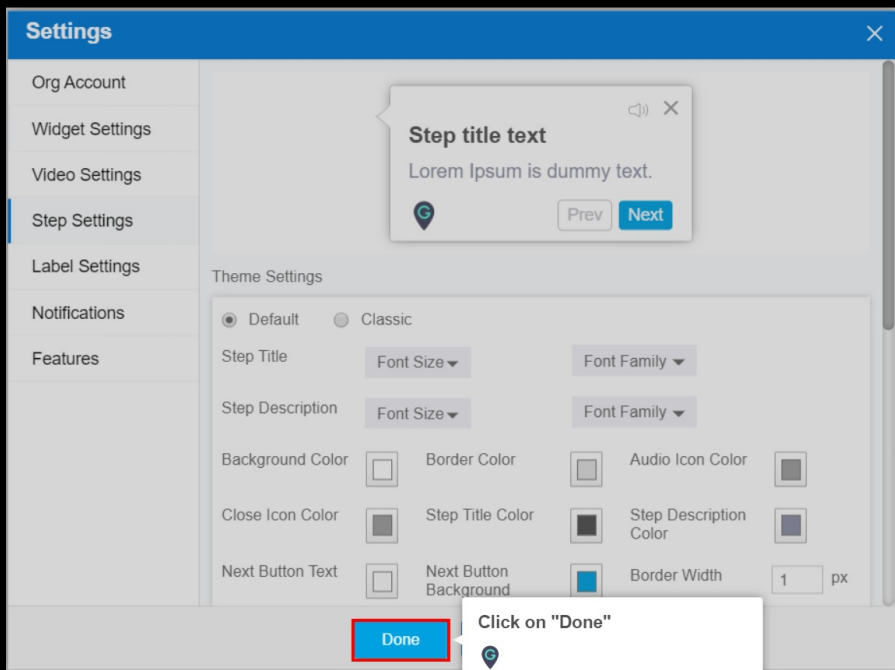 Settings
Org Account
Widget Settings
Video Settings
Step Settings
Label Settings
Notifications
Features
Step title text
Lorem Ipsum is dummy text.
Prev Next
Theme Settings
Default Classic
Step Title Font Size Font Family
Step Description Font Size Font Family
Background Color Border Color Audio Icon Color
Close Icon Color Step Title Color Step Description
Color
Next Button Text Next Button Border Width 1 px
Background
Done
Click on "Done"
G